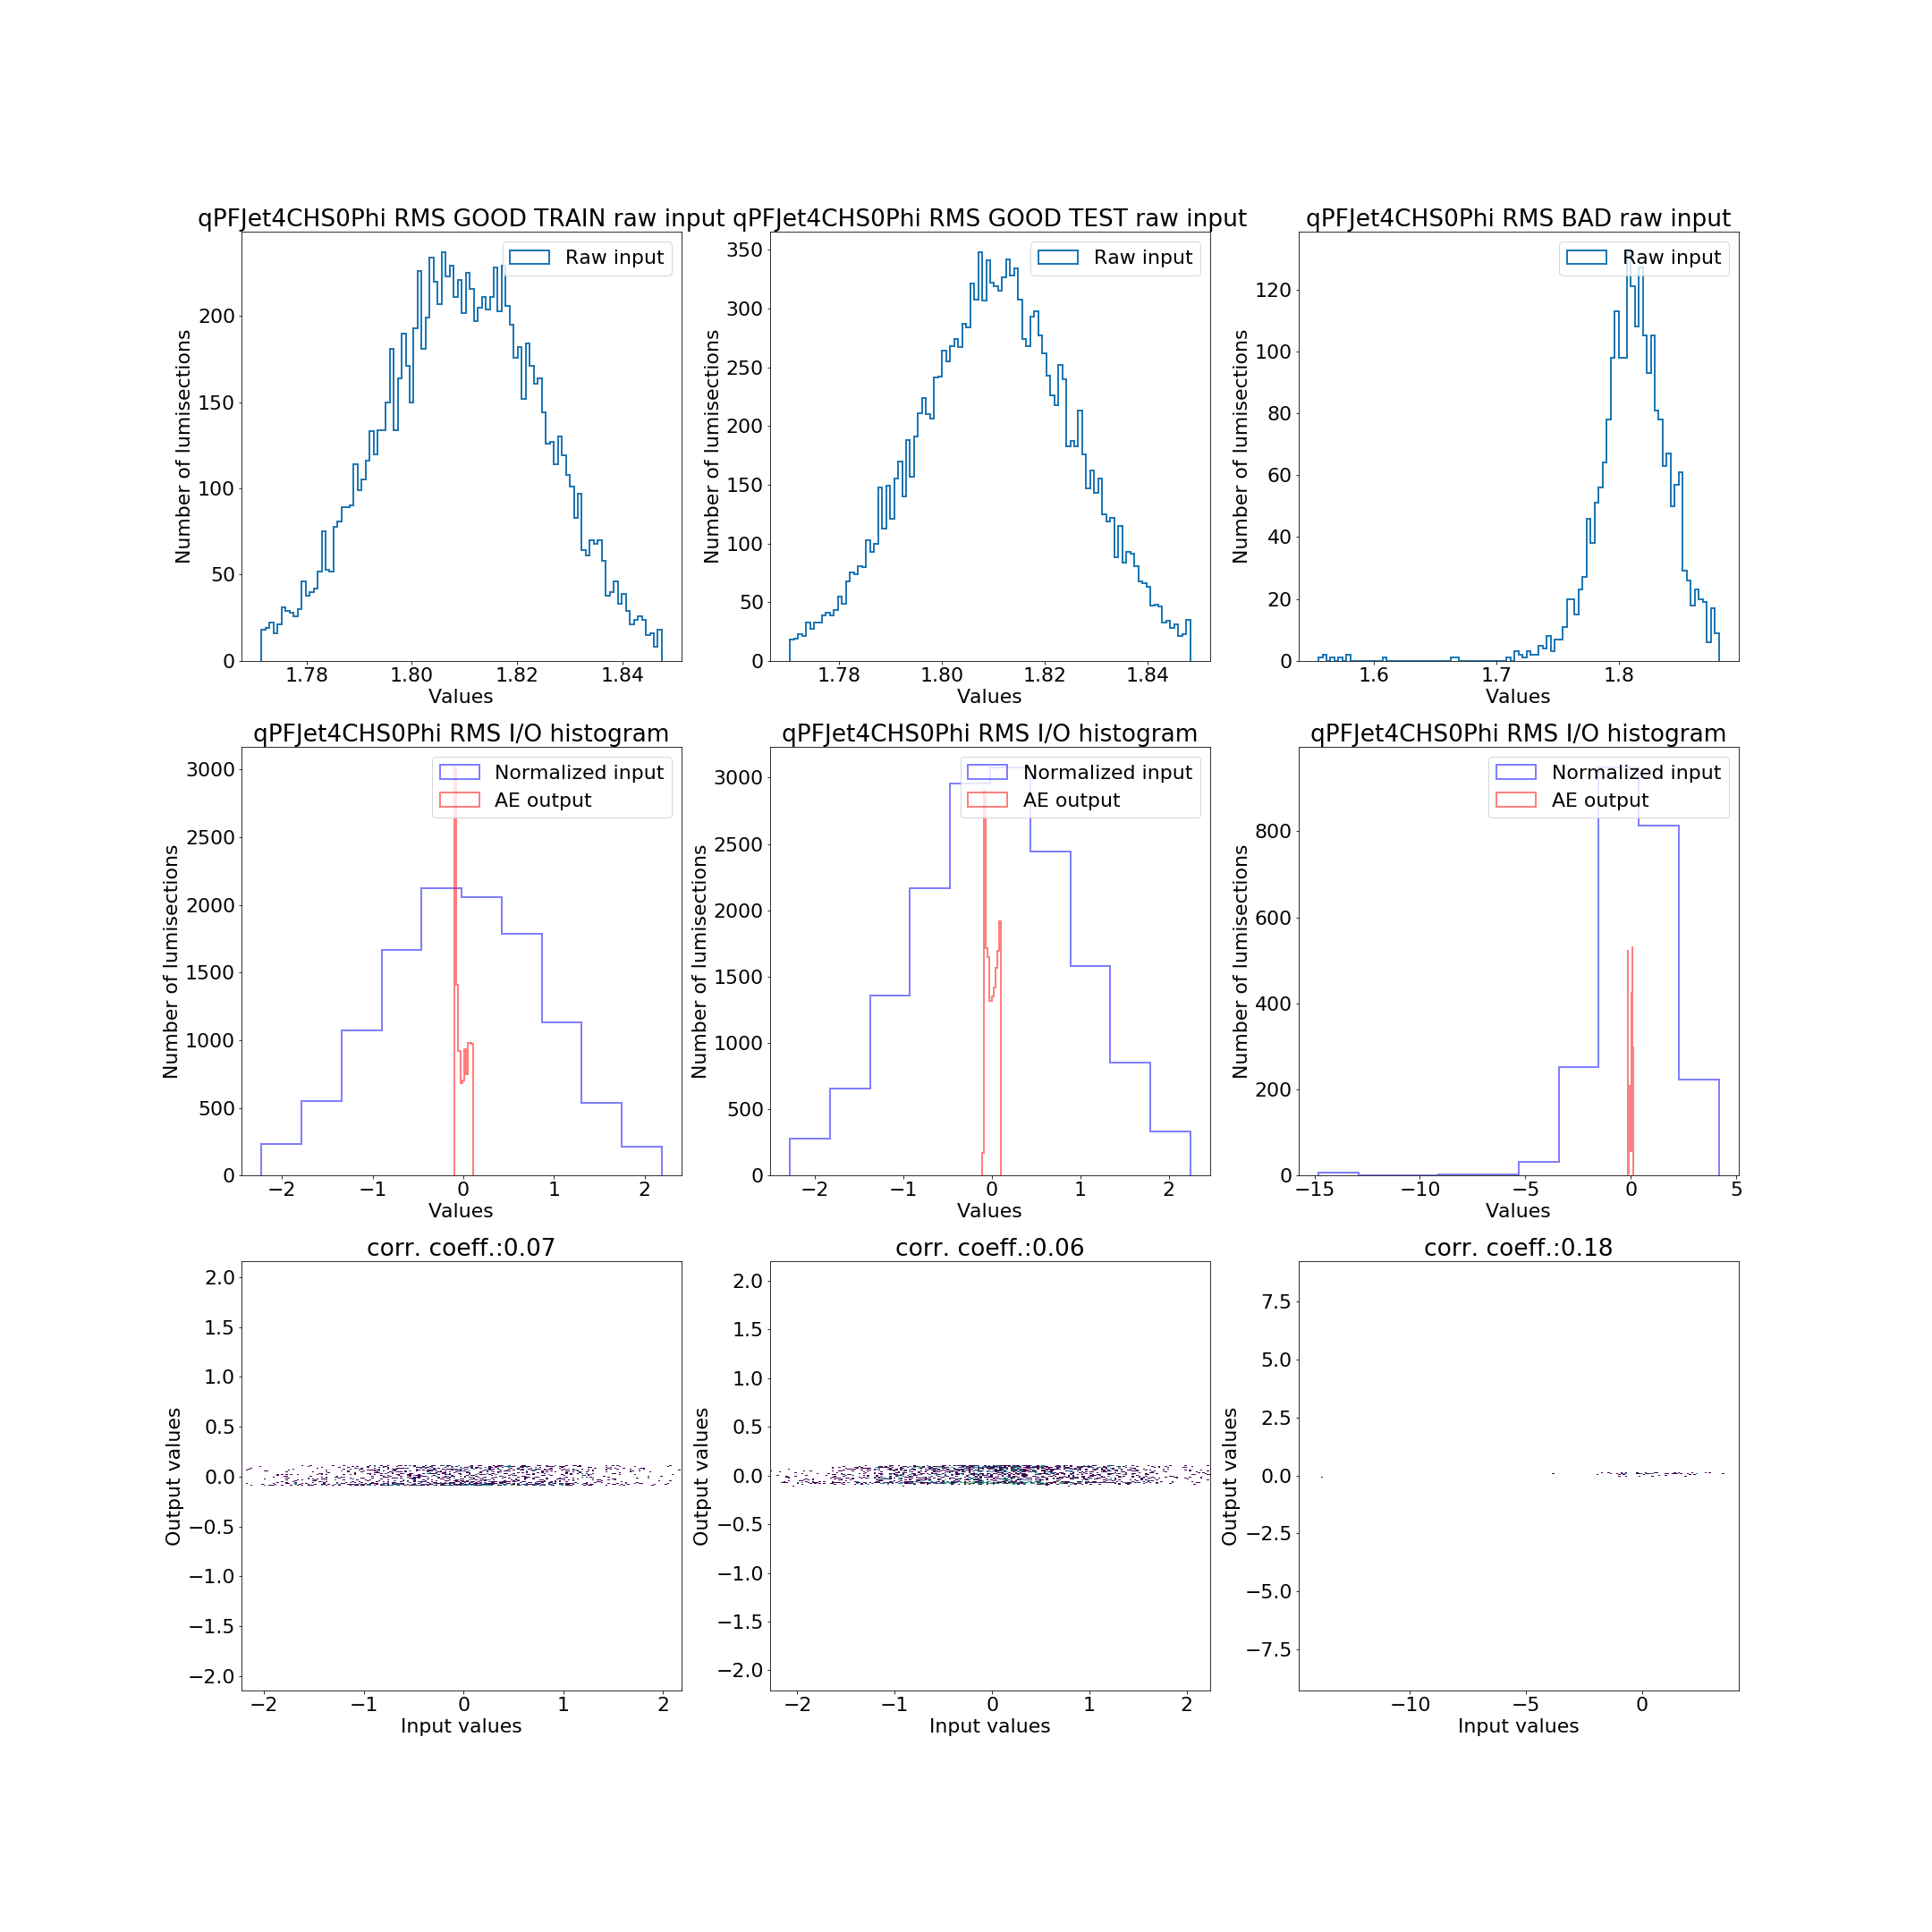 qPFJet4CHS0Phi RMS GOOD TRAIN raw input
Raw input
Number of lumisections
0
50
100
150
200
1.78
1.80
1.82
1.84
Values
qPFJet4CHS0Phi RMS GOOD TEST raw input
Raw input
Number of lumisections
0
50
100
150
200
250
300
350
1.78
1.80
1.82
1.84
Values
qPFJet4CHS0Phi RMS BAD raw input
Raw input
Number of lumisections
0
20
40
60
80
100
120
1.6
1.7
1.8
Values
qPFJet4CHS0Phi RMS I/O histogram
Normalized input
AE output
Number of lumisections
0
500
1000
1500
2000
2500
3000
−2
−1
0
1
2
Values
qPFJet4CHS0Phi RMS I/O histogram
Normalized input
AE output
Number of lumisections
0
500
1000
1500
2000
2500
3000
−2
−1
0
1
2
Values
qPFJet4CHS0Phi RMS I/O histogram
Normalized input
AE output
Number of lumisections
0
200
400
600
800
−15
−10
−5
0
5
Values
corr. coeff.:0.07
Output values
2.0
1.5
1.0
0.5
0.0
−0.5
−1.0
−1.5
−2.0
−2
−1
0
1
2
Input values
corr. coeff.:0.06
Output values
2.0
1.5
1.0
0.5
0.0
−0.5
−1.0
−1.5
−2.0
−2
−1
0
1
2
Input values
corr. coeff.:0.18
Output values
7.5
5.0
2.5
0.0
−2.5
−5.0
−7.5
−10
−5
0
Input values